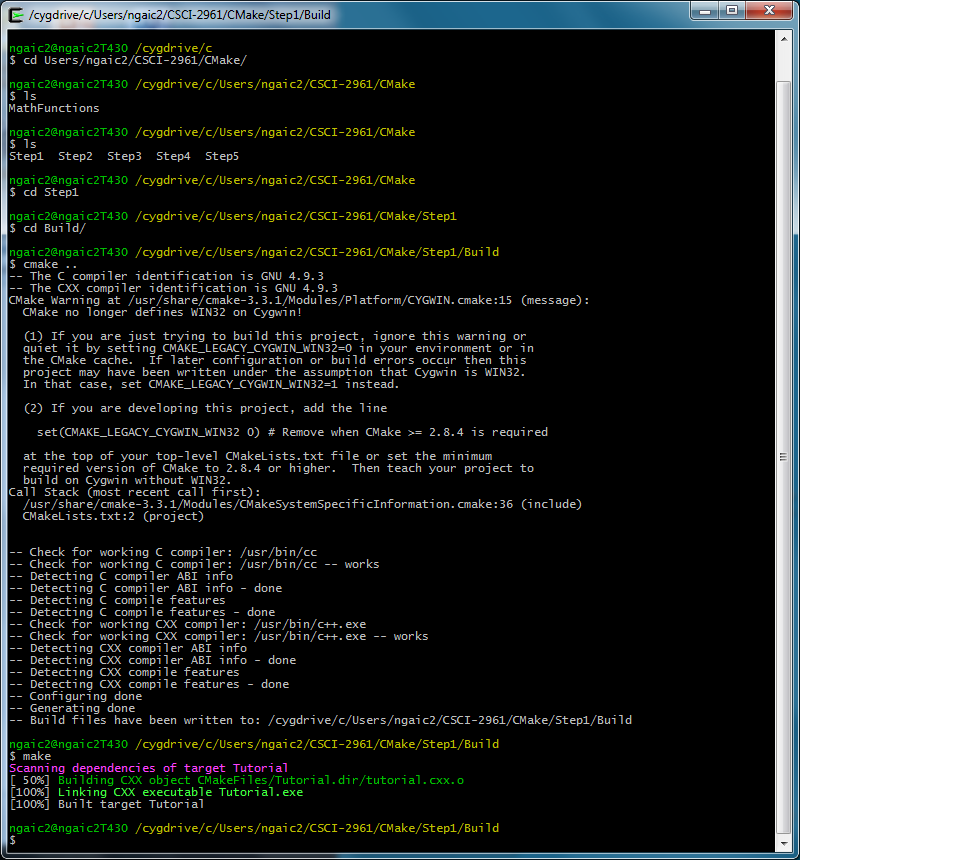 /cygdrive/c/Users/ngaic2/CSCI-2961/CMake/Step1/Build
ngaic2@ngaic2T430 /cygdrive/c
$ cd Users/ngaic2/CSCI-2961/CMake/
ngaic2@ngaic2T430 /cygdrive/c/Users/ngaic2/CSCI-2961/CMake
$ ls
MathFunctions
ngaic2@ngaic2T430 /cygdrive/c/Users/ngaic2/CSCI-2961/CMake
$ ls
Step1  Step2  Step3  Step4  Step5
ngaic2@ngaic2T430 /cygdrive/c/Users/ngaic2/CSCI-2961/CMake
$ cd Step1
ngaic2@ngaic2T430 /cygdrive/c/Users/ngaic2/CSCI-2961/CMake/Step1
$ cd Build/
ngaic2@ngaic2T430 /cygdrive/c/Users/ngaic2/CSCI-2961/CMake/Step1/Build
$ cmake ..
-- The C compiler identification is GNU 4.9.3
-- The CXX compiler identification is GNU 4.9.3
CMake Warning at /usr/share/cmake-3.3.1/Modules/Platform/CYGWIN.cmake:15 (message):
  CMake no longer defines WIN32 on Cygwin!
  (1) If you are just trying to build this project, ignore this warning or
  quiet it by setting CMAKE_LEGACY_CYGWIN_WIN32=0 in your environment or in
  the CMake cache.  If later configuration or build errors occur then this
  project may have been written under the assumption that Cygwin is WIN32.
  In that case, set CMAKE_LEGACY_CYGWIN_WIN32=1 instead.
  (2) If you are developing this project, add the line
    set(CMAKE_LEGACY_CYGWIN_WIN32 0) # Remove when CMake >= 2.8.4 is required
  at the top of your top-level CMakeLists.txt file or set the minimum
  required version of CMake to 2.8.4 or higher.  Then teach your project to
  build on Cygwin without WIN32.
Call Stack (most recent call first):
  /usr/share/cmake-3.3.1/Modules/CMakeSystemSpecificInformation.cmake:36 (include)
  CMakeLists.txt:2 (project)
-- Check for working C compiler: /usr/bin/cc
-- Check for working C compiler: /usr/bin/cc -- works
-- Detecting C compiler ABI info
-- Detecting C compiler ABI info - done
-- Detecting C compile features
-- Detecting C compile features - done
-- Check for working CXX compiler: /usr/bin/c++.exe
-- Check for working CXX compiler: /usr/bin/c++.exe -- works
-- Detecting CXX compiler ABI info
-- Detecting CXX compiler ABI info - done
-- Detecting CXX compile features
-- Detecting CXX compile features - done
-- Configuring done
-- Generating done
-- Build files have been written to: /cygdrive/c/Users/ngaic2/CSCI-2961/CMake/Step1/Build
ngaic2@ngaic2T430 /cygdrive/c/Users/ngaic2/CSCI-2961/CMake/Step1/Build
$ make
Scanning dependencies of target Tutorial
[ 50%] Building CXX object CMakeFiles/Tutorial.dir/tutorial.cxx.o
[100%] Linking CXX executable Tutorial.exe
[100%] Built target Tutorial
ngaic2@ngaic2T430 /cygdrive/c/Users/ngaic2/CSCI-2961/CMake/Step1/Build
$